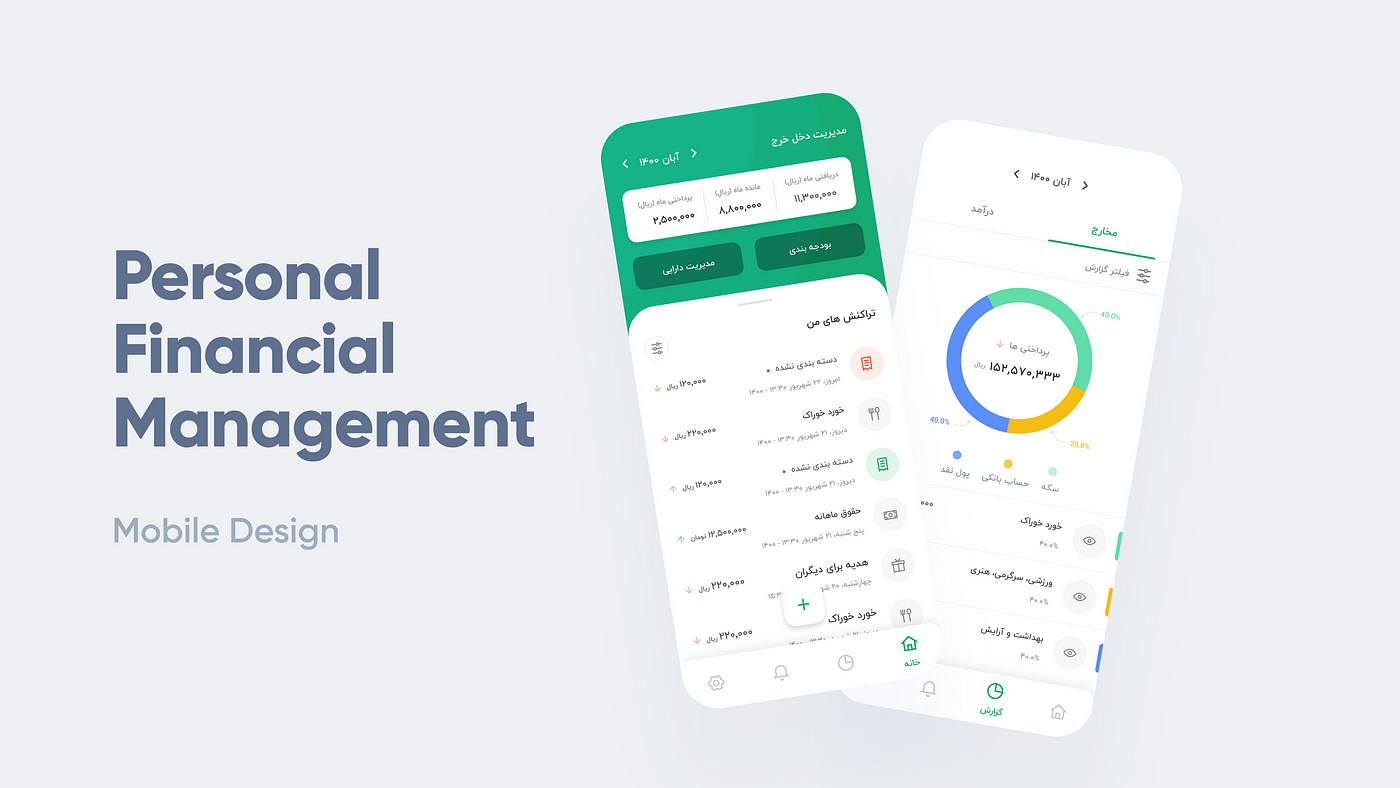 Personal
Financial
Management
Mobile Design
مدیریت دخل خرج
آبان ۱۴۰۰
دریافتی ماه (ریال) مانده ماه (ریال) پرداختی ماه (ریال)
۱۱,۳۰۰,۰۰۰ ۸,۸۰۰,۰۰۰ ۲,۵۰۰,۰۰۰
بودجه بندی مدیریت دارایی
تراکنش های من
دسته بندی نشده ۱۲۰,۰۰۰ ریال
امروز، ۲۲ شهریور ۱۳:۳۰ - ۱۴۰۰
خورد خوراک ۲۲۰,۰۰۰ ریال
دیروز، ۲۱ شهریور ۱۳:۳۰ - ۱۴۰۰
دسته بندی نشده ۱۲۰,۰۰۰ ریال
دیروز، ۲۱ شهریور ۱۳:۳۰ - ۱۴۰۰
حقوق ماهانه ۱۲,۵۰۰,۰۰۰ تومان
پنج شنبه، ۲۱ شهریور ۱۳:۳۰ - ۱۴۰۰
هدیه برای دیگران ۲۲۰,۰۰۰ ریال
چهارشنبه، ۲۰
خورد خوراک ۲۲۰,۰۰۰ ریال
خانه
آبان ۱۴۰۰
مخارج درآمد
فیلتر گزارش
40.0%
پرداختی ها
۱۵۲,۵۷۰,۳۳۳ ریال
40.0%
20.0%
سکه حساب بانکی پول نقد
خورد خوراک
۴۰.۰%
ورزشی، سرگرمی، هنری
۴۰.۰%
بهداشت و آرایش
۴۰.۰%
گزارش